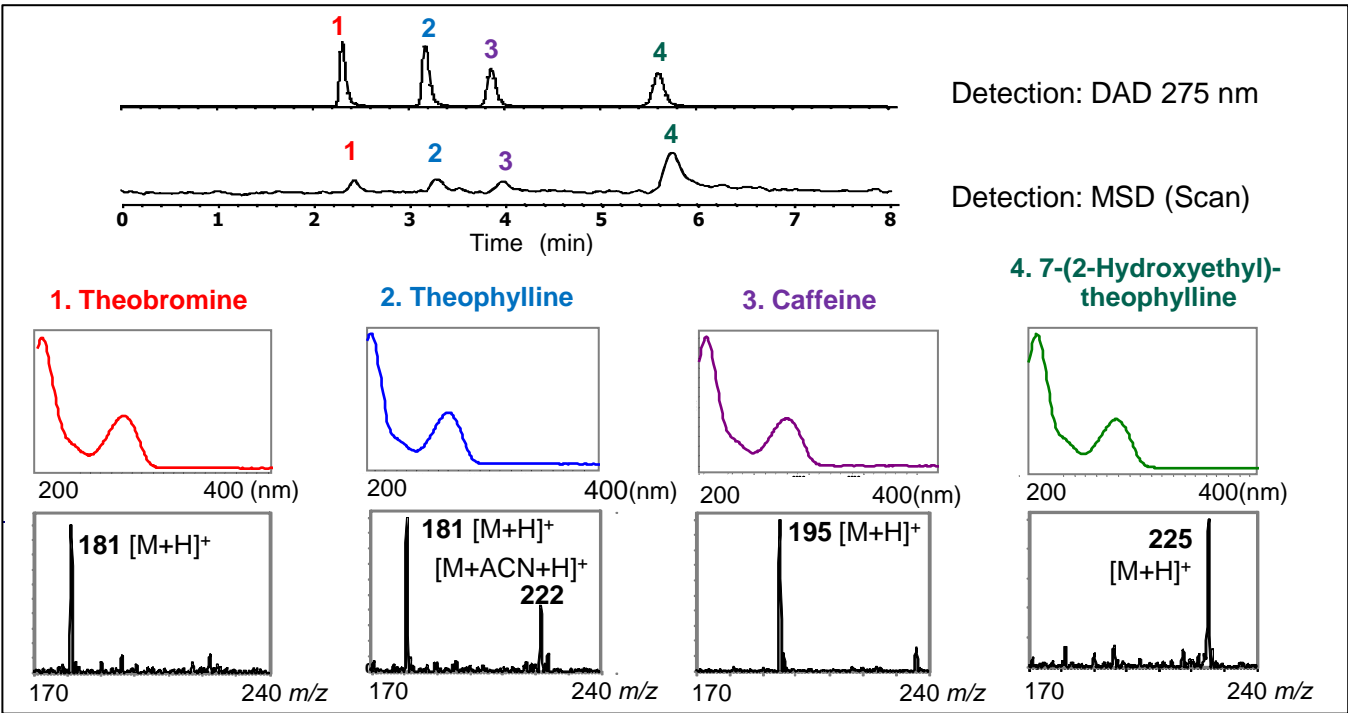 1 2 3 4
Detection: DAD 275 nm
1 2 3 4
Detection: MSD (Scan)
0 1 2 3 4 5 6 7 8
Time (min)
1. Theobromine
2. Theophylline
3. Caffeine
4. 7-(2-Hydroxyethyl)-
theophylline
200 400 (nm)
200 400(nm)
200 400(nm)
200 400(nm)
181 [M+H]⁺
170 240 m/z
181 [M+H]⁺
[M+ACN+H]⁺
222
170 240 m/z
195 [M+H]⁺
170 240 m/z
225
[M+H]⁺
170 240 m/z